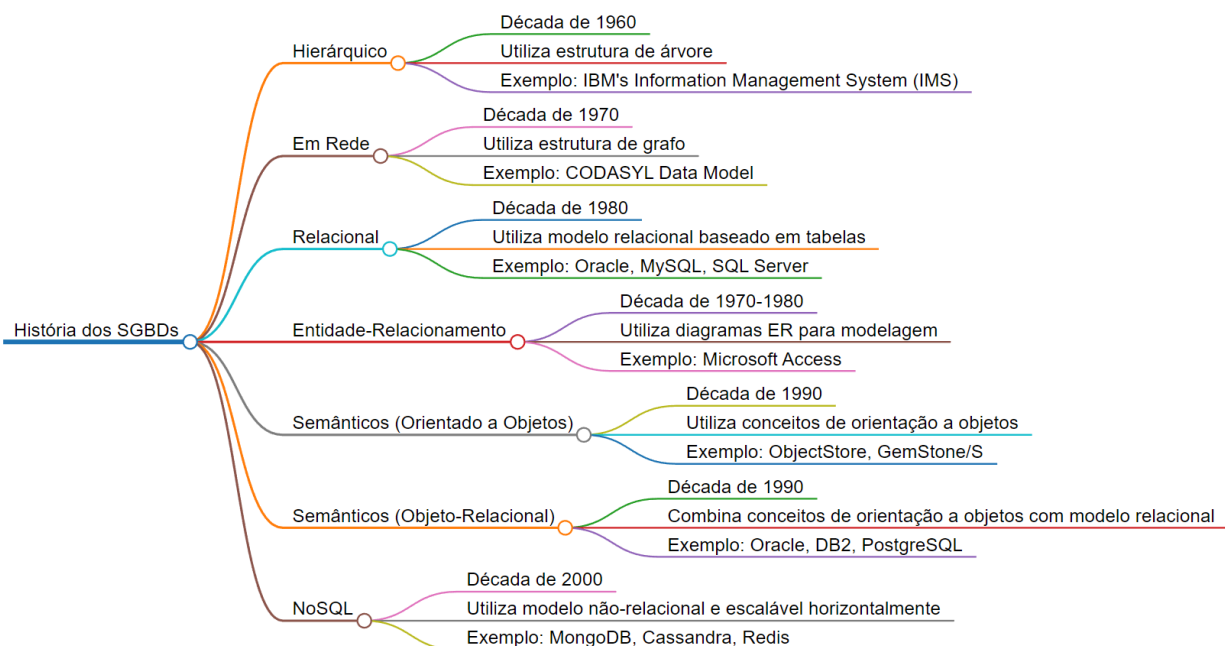 História dos SGBDs
Hierárquico
Década de 1960
Utiliza estrutura de árvore
Exemplo: IBM's Information Management System (IMS)
Em Rede
Década de 1970
Utiliza estrutura de grafo
Exemplo: CODASYL Data Model
Relacional
Década de 1980
Utiliza modelo relacional baseado em tabelas
Exemplo: Oracle, MySQL, SQL Server
Entidade-Relacionamento
Década de 1970-1980
Utiliza diagramas ER para modelagem
Exemplo: Microsoft Access
Semânticos (Orientado a Objetos)
Década de 1990
Utiliza conceitos de orientação a objetos
Exemplo: ObjectStore, GemStone/S
Semânticos (Objeto-Relacional)
Década de 1990
Combina conceitos de orientação a objetos com modelo relacional
Exemplo: Oracle, DB2, PostgreSQL
NoSQL
Década de 2000
Utiliza modelo não-relacional e escalável horizontalmente
Exemplo: MongoDB, Cassandra, Redis